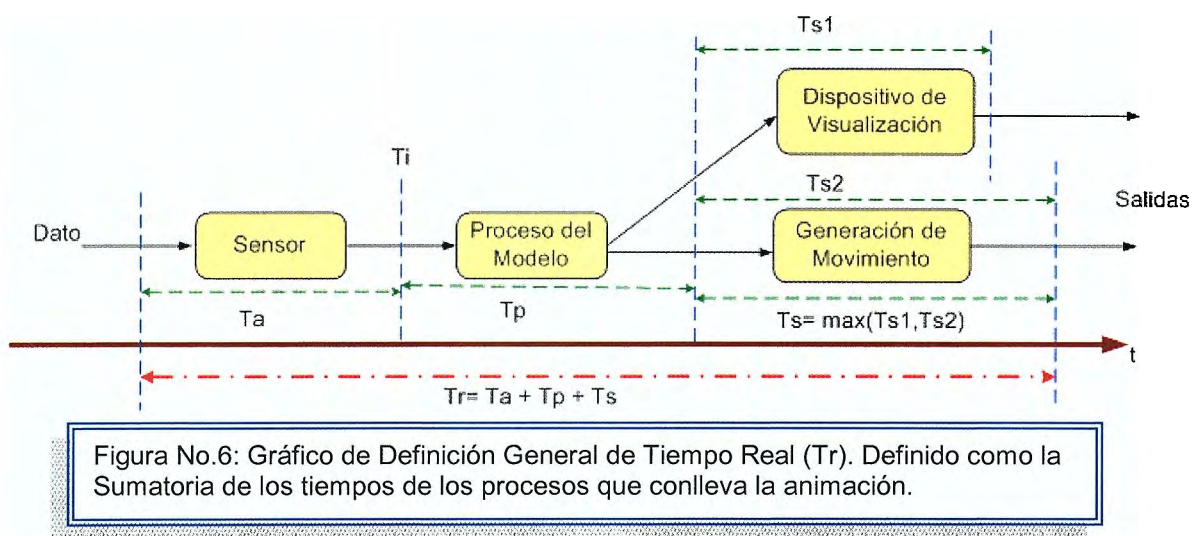 Ts1
Dispositivo de
Visualización
Ti
Ts2
Salidas
Dato
Sensor
Proceso del
Modelo
Generación de
Movimiento
Ta
Tp
Ts= max(Ts1,Ts2)
t
Tr= Ta + Tp + Ts
Figura No.6: Gráfico de Definición General de Tiempo Real (Tr). Definido como la
Sumatoria de los tiempos de los procesos que conlleva la animación.